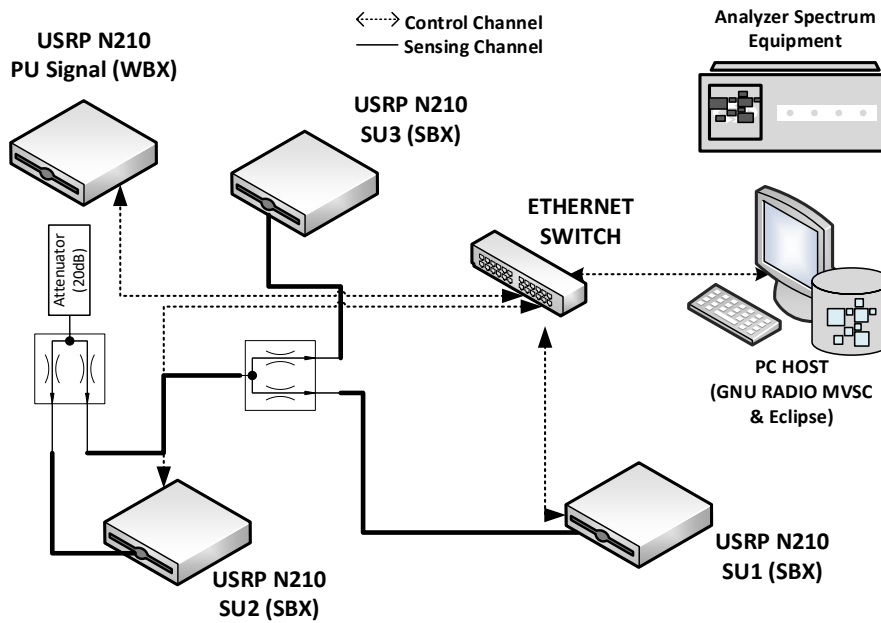 USRP N210
PU Signal (WBX)
Control Channel
Sensing Channel
Analyzer Spectrum
Equipment
USRP N210
SU3 (SBX)
ETHERNET
SWITCH
Attenuator
(20dB)
PC HOST
(GNU RADIO MVSC
& Eclipse)
USRP N210
SU1 (SBX)
USRP N210
SU2 (SBX)